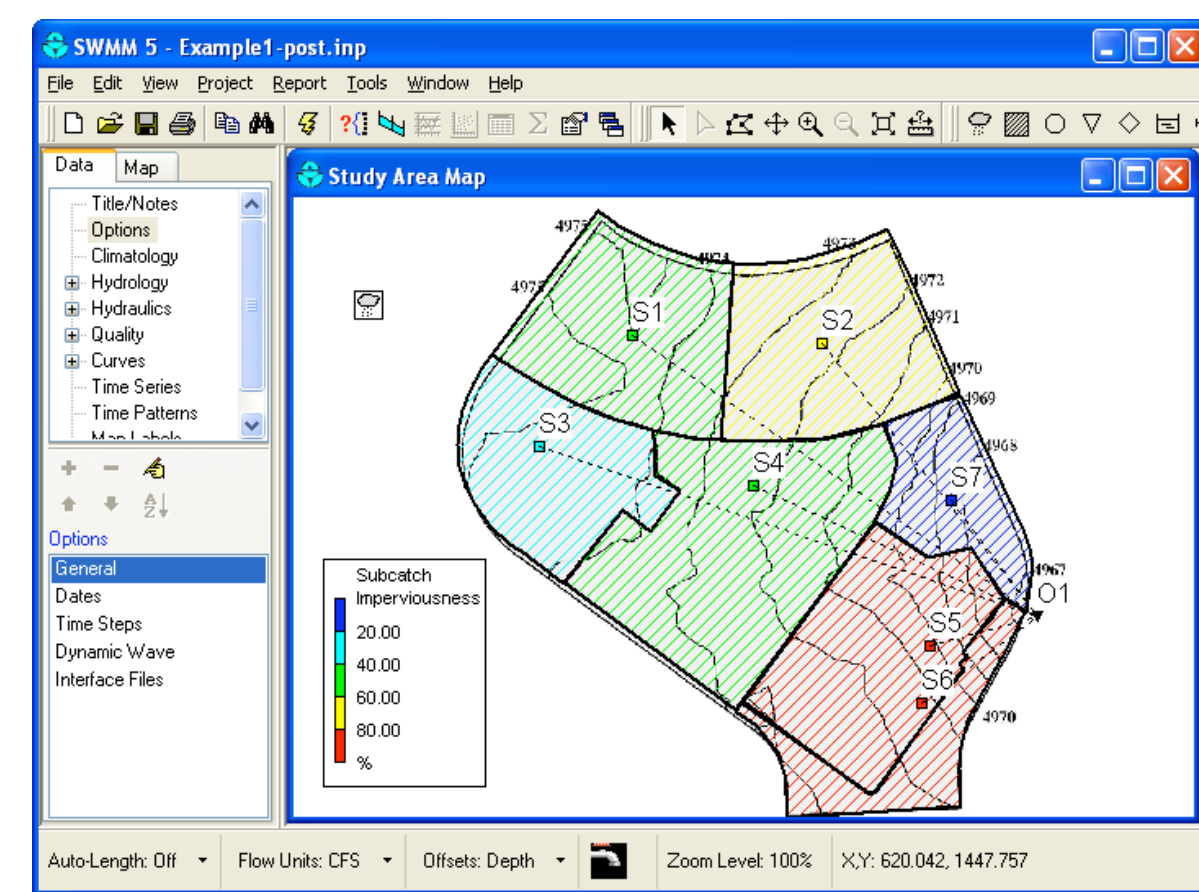 SWMM 5 - Example1-post.inp
File Edit View Project Report Tools Window Help
Data Map
Title/Notes
Options
Climatology
Hydrology
Hydraulics
Quality
Curves
Time Series
Time Patterns
Map Labels
Options
General
Dates
Time Steps
Dynamic Wave
Interface Files
Study Area Map
4975
4974
4973
4972
4971
4970
4969
4968
4967
4970
S1
S2
S3
S4
S7
S5
S6
O1
Subcatch
Imperviousness
20.00
40.00
60.00
80.00
%
Auto-Length: Off Flow Units: CFS Offsets: Depth Zoom Level: 100% X,Y: 620.042, 1447.757